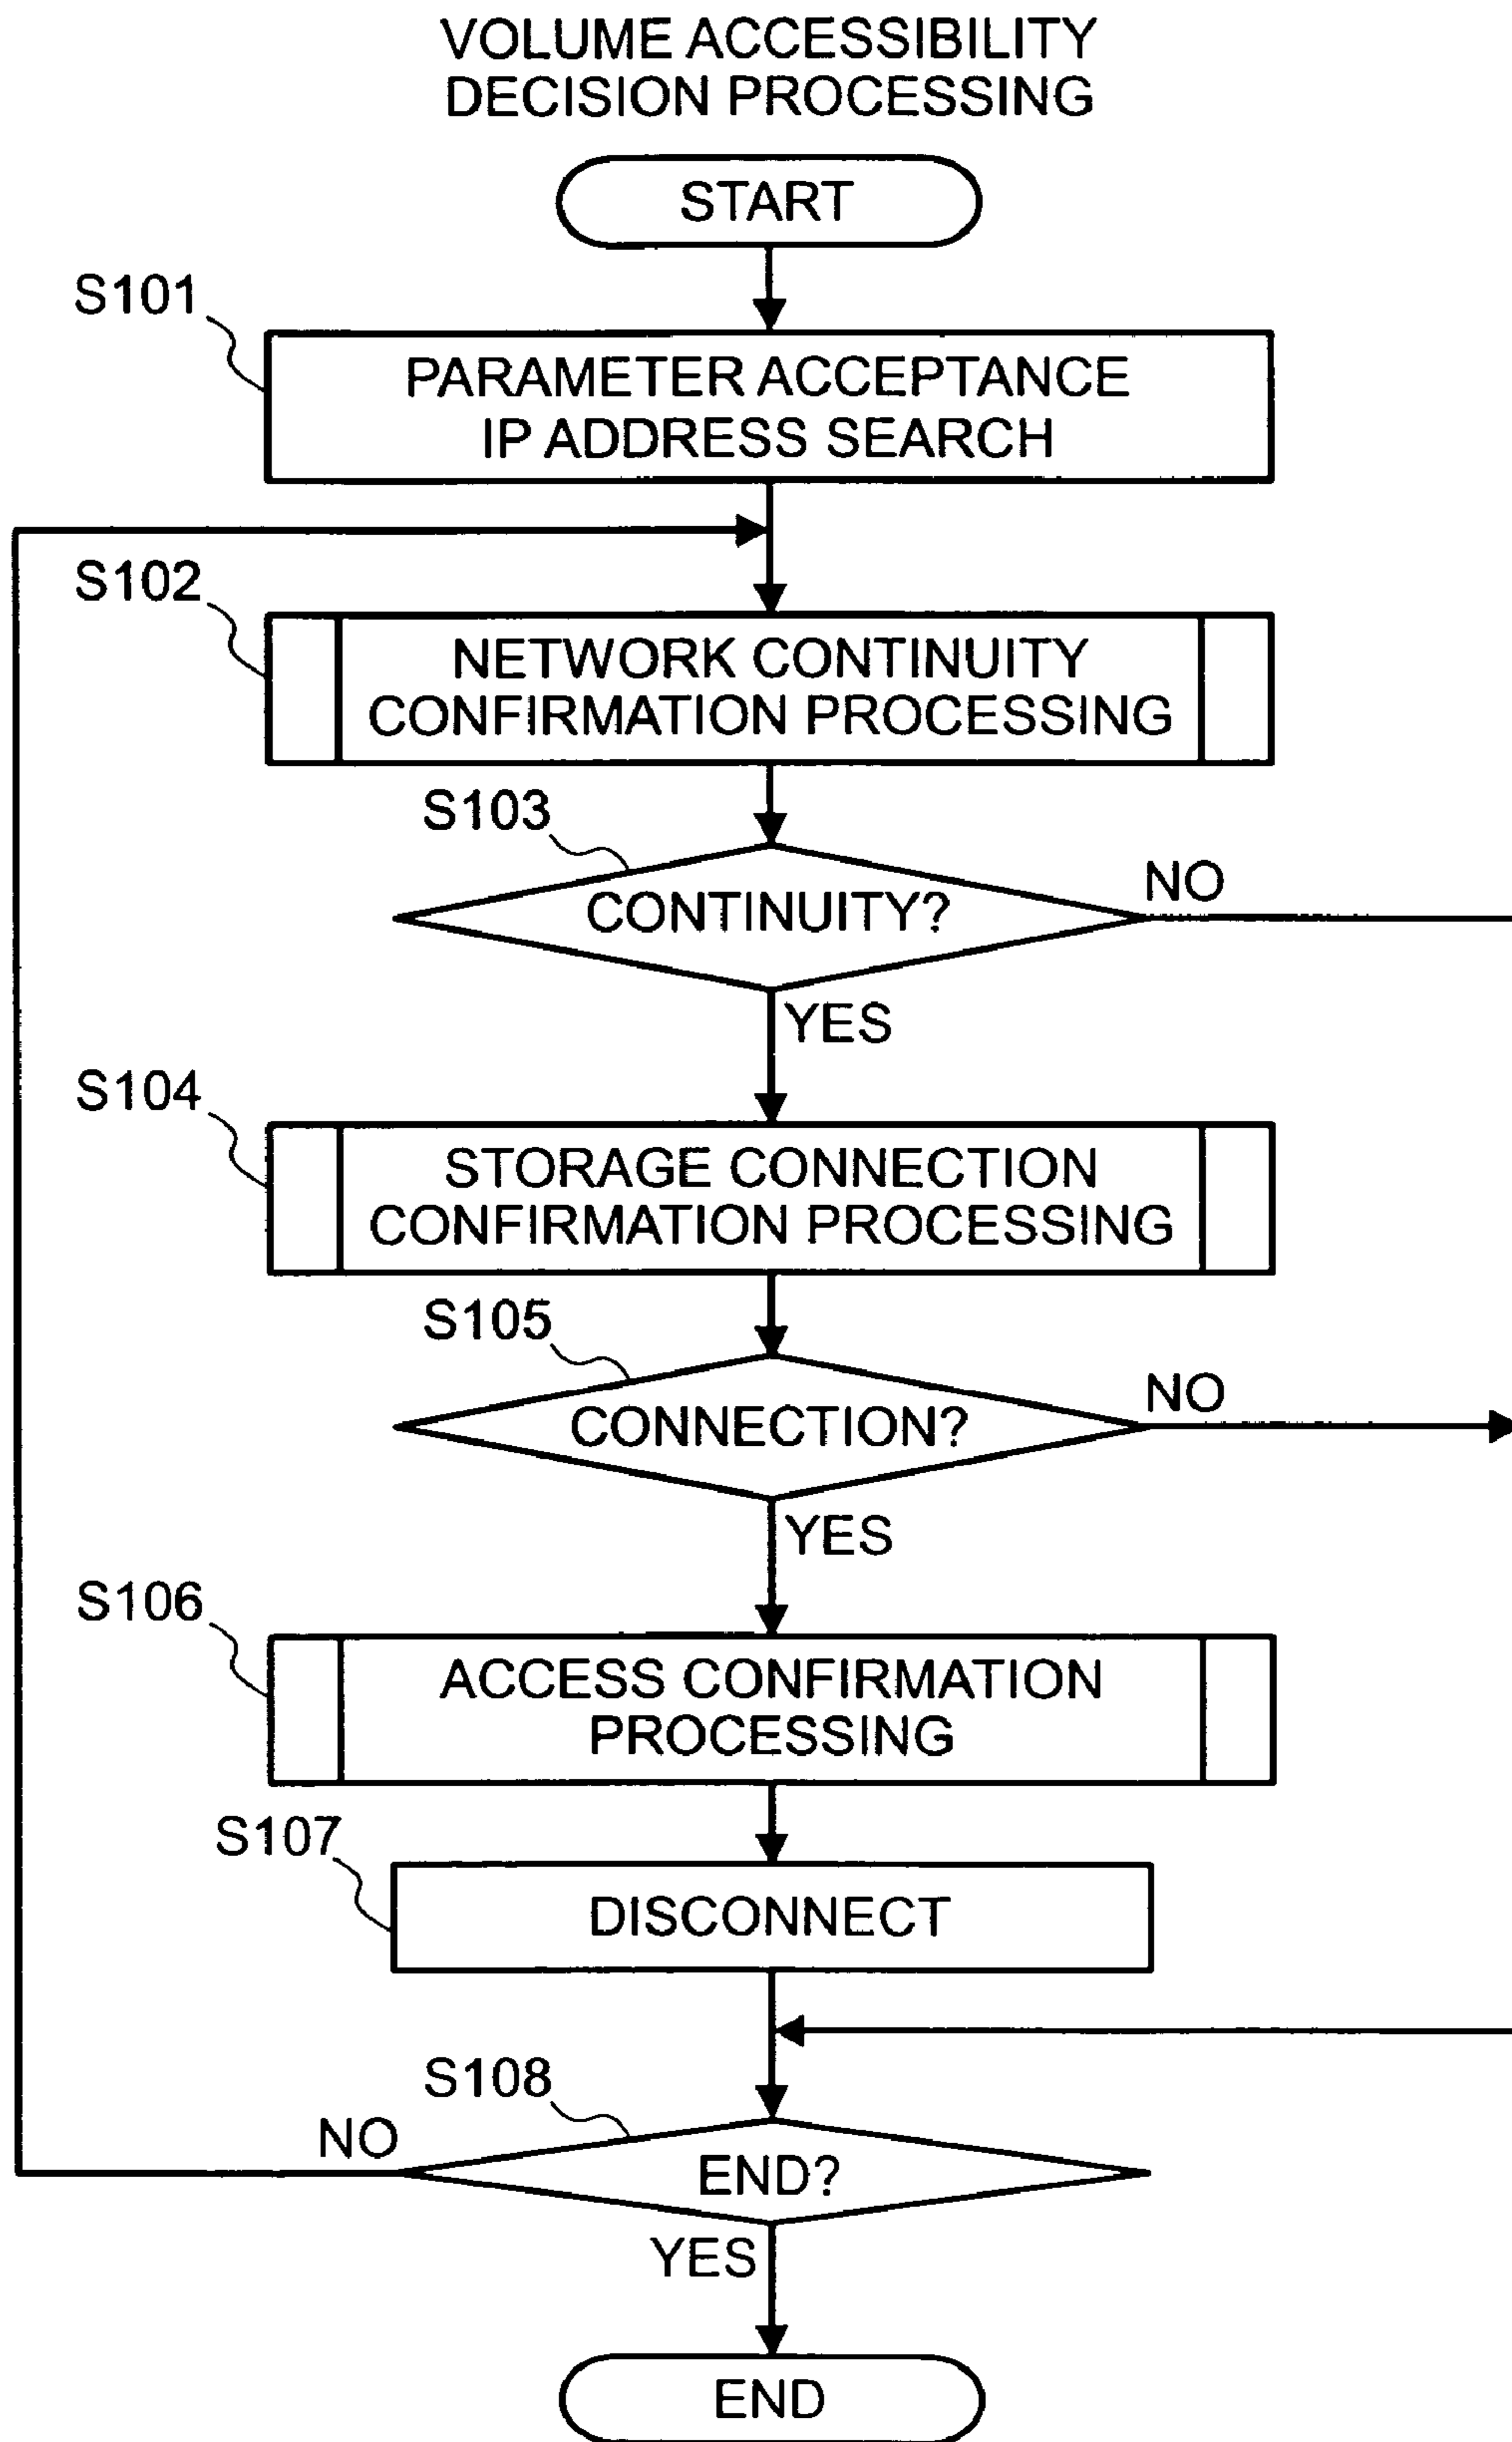 VOLUME ACCESSIBILITY
DECISION PROCESSING
START
S101
PARAMETER ACCEPTANCE
IP ADDRESS SEARCH
S102
NETWORK CONTINUITY
CONFIRMATION PROCESSING
S103
CONTINUITY?
NO
YES
S104
STORAGE CONNECTION
CONFIRMATION PROCESSING
S105
CONNECTION?
NO
YES
S106
ACCESS CONFIRMATION
PROCESSING
S107
DISCONNECT
S108
NO
END?
YES
END